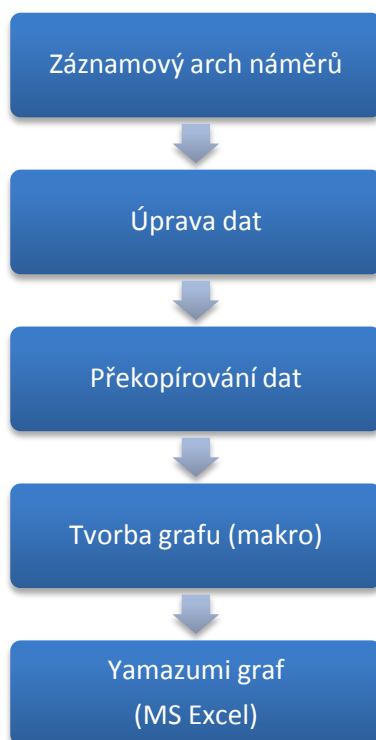 Záznamový arch náměrů
Úprava dat
Překopírování dat
Tvorba grafu (makro)
Yamazumi graf
(MS Excel)